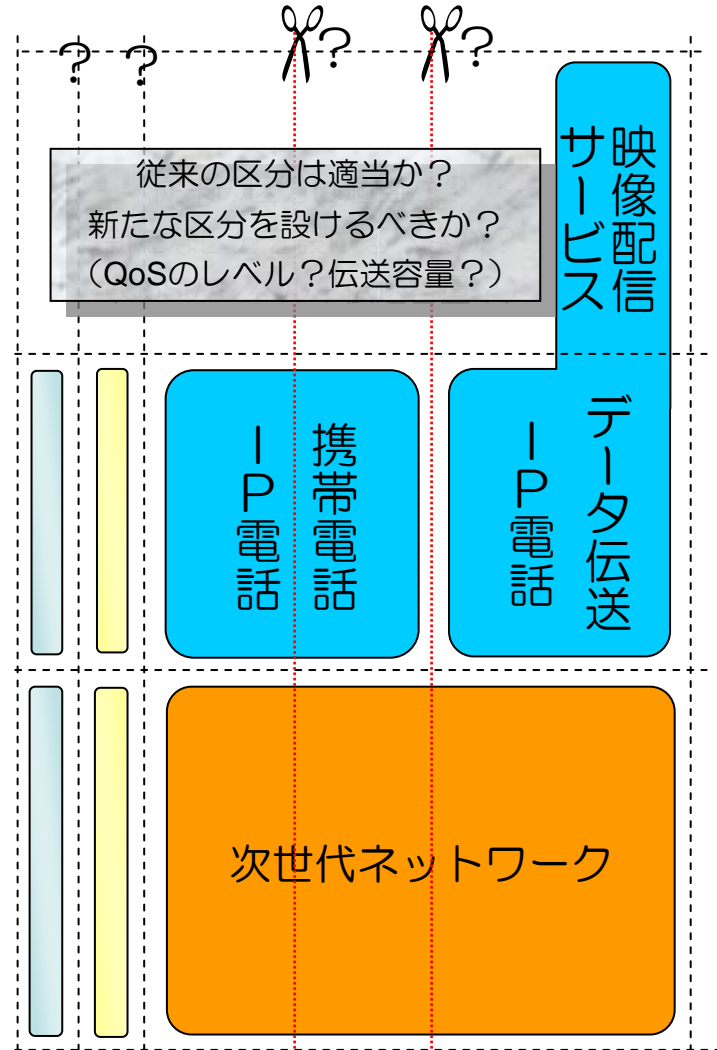 ？
？
？
？
従来の区分は適当か？
新たな区分を設けるべきか？
（QoSのレベル？伝送容量？）
映像配信
サービス
携帯電話
ＩＰ電話
データ伝送
ＩＰ電話
次世代ネットワーク